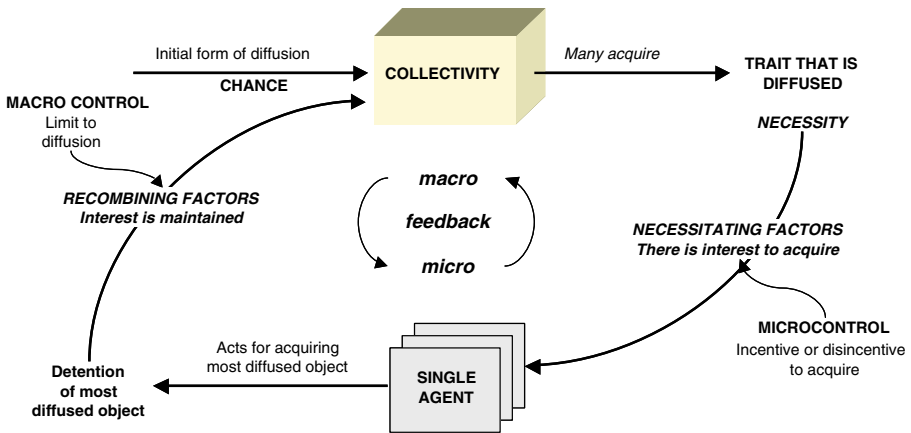 Initial form of diffusion
CHANCE
COLLECTIVITY
Many acquire
TRAIT THAT IS
DIFFUSED
NECESSITY
MACRO CONTROL
Limit to
diffusion
RECOMBINING FACTORS
Interest is maintained
macro
feedback
micro
NECESSITATING FACTORS
There is interest to acquire
MICROCONTROL
Incentive or disincentive
to acquire
SINGLE
AGENT
Acts for acquiring
most diffused object
Detention
of most
diffused object